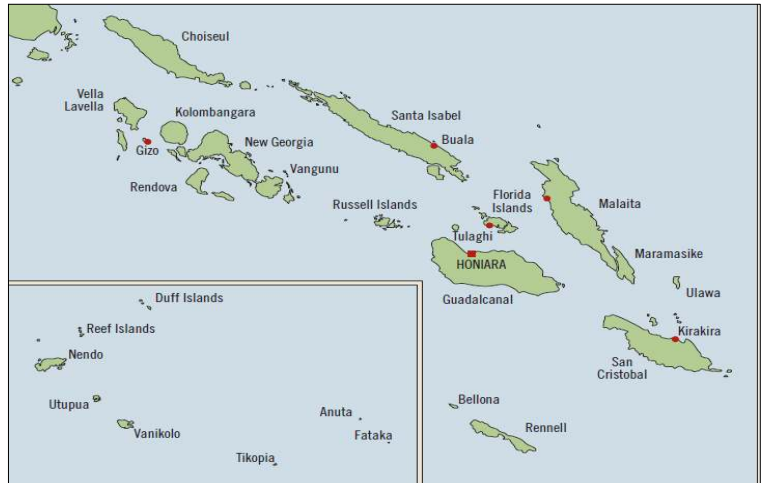 Choiseul
Vella
Lavella
Kolombangara
Santa Isabel
Buala
Gizo
New Georgia
Vangunu
Rendova
Russell Islands
Florida
Islands
Malaita
Tulaghi
Maramasike
HONIARA
Ulawa
Guadalcanal
Kirakira
San
Cristobal
Bellona
Rennell
Duff Islands
Reef Islands
Nendo
Utupua
Vanikolo
Anuta
Fataka
Tikopia